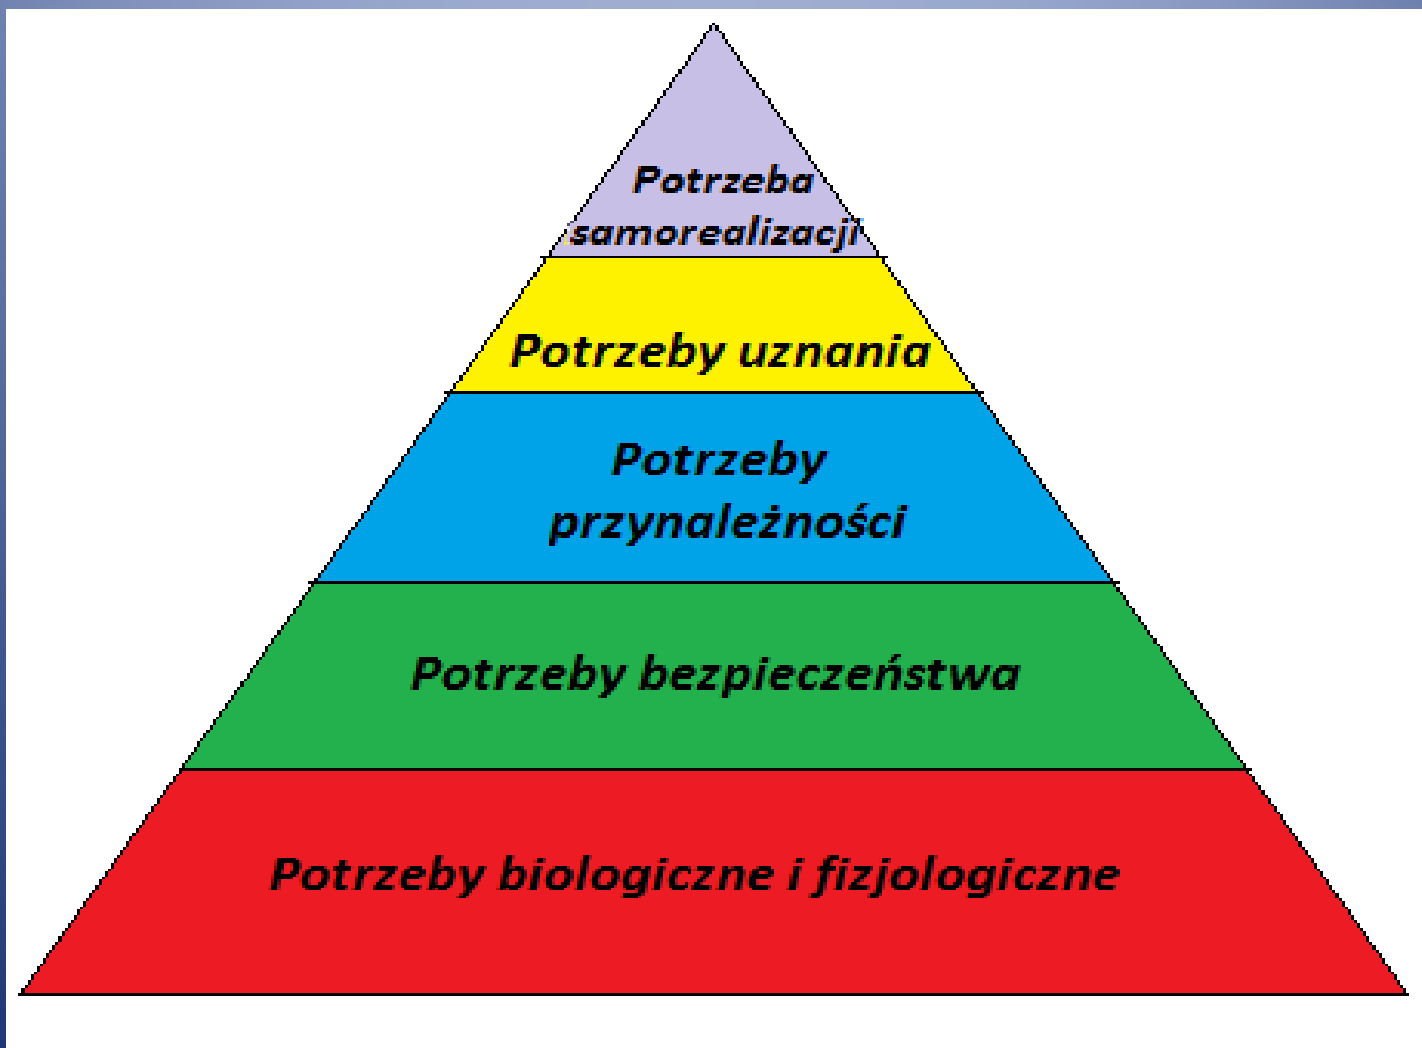 Potrzeba
samorealizacji
Potrzeby uznania
Potrzeby
przynależności
Potrzeby bezpieczeństwa
Potrzeby biologiczne i fizjologiczne